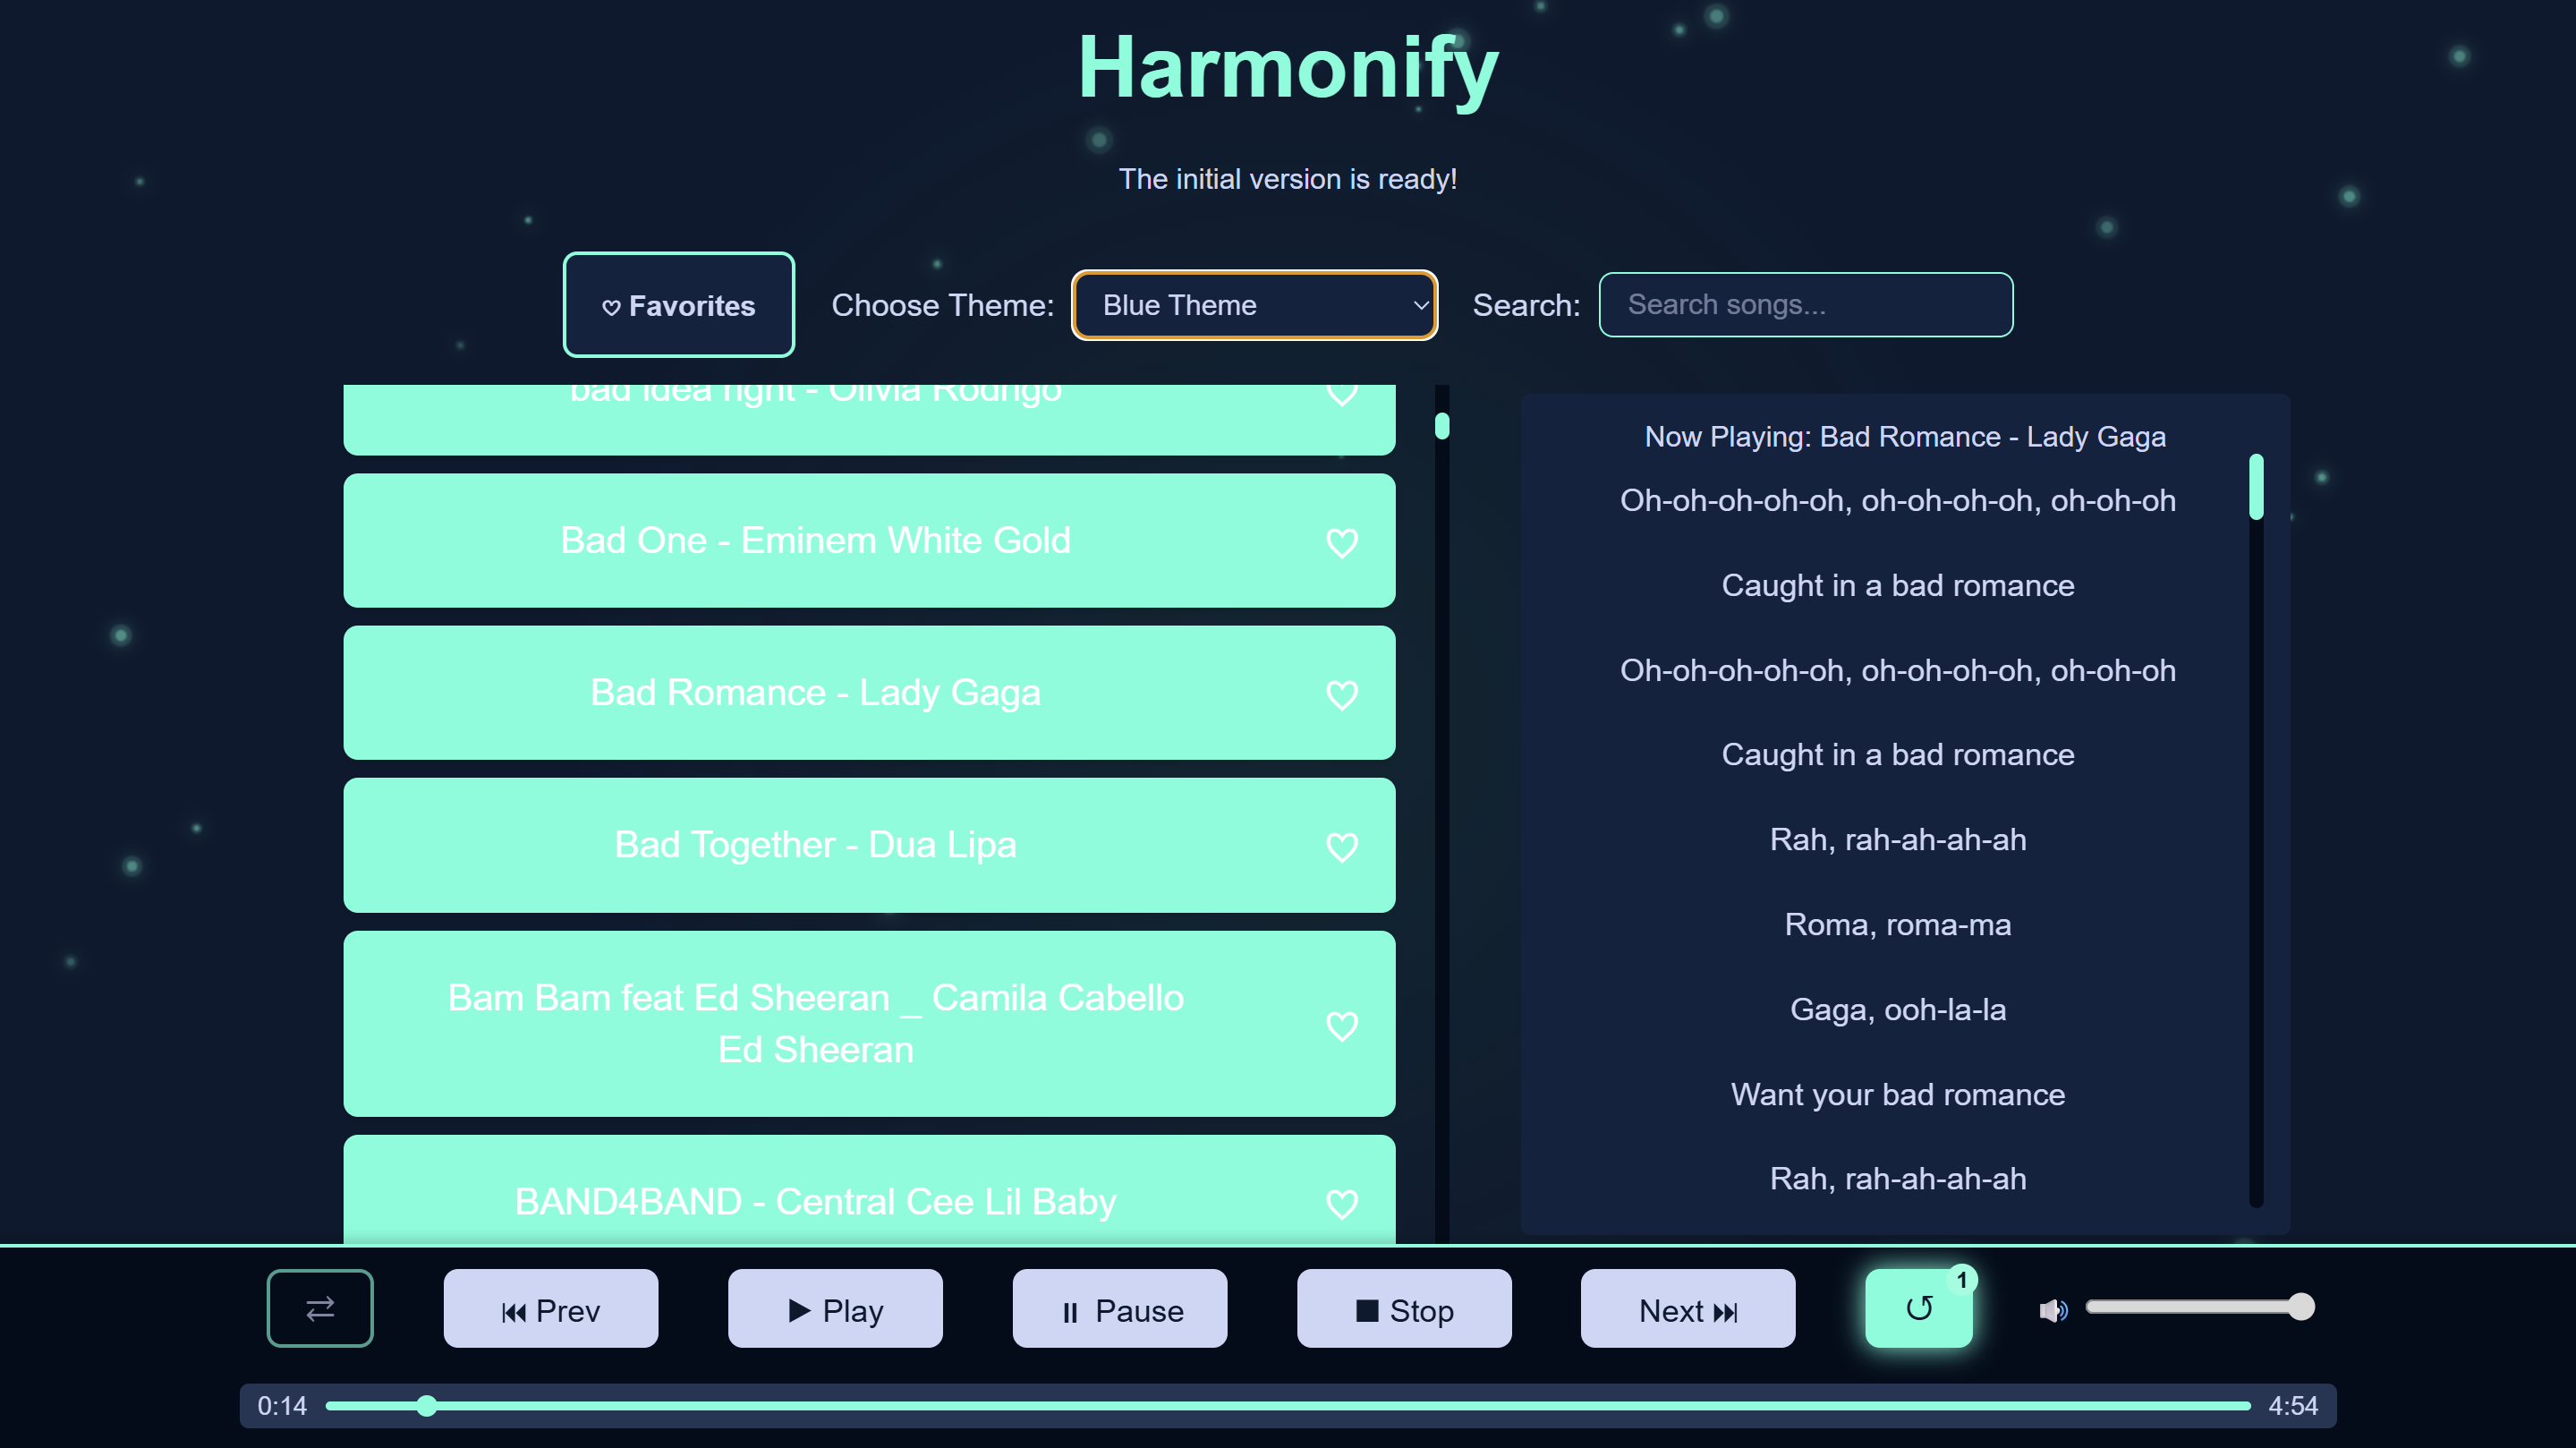 Harmonify
The initial version is ready!
Favorites
Choose Theme: Blue Theme
Search: Search songs...
bad idea right - Olivia Rodrigo
Bad One - Eminem White Gold
Bad Romance - Lady Gaga
Bad Together - Dua Lipa
Bam Bam feat Ed Sheeran _ Camila Cabello
Ed Sheeran
BAND4BAND - Central Cee Lil Baby
Now Playing: Bad Romance - Lady Gaga
Oh-oh-oh-oh-oh, oh-oh-oh-oh, oh-oh-oh
Caught in a bad romance
Oh-oh-oh-oh-oh, oh-oh-oh-oh, oh-oh-oh
Caught in a bad romance
Rah, rah-ah-ah-ah
Roma, roma-ma
Gaga, ooh-la-la
Want your bad romance
Rah, rah-ah-ah-ah
Prev
Play
Pause
Stop
Next
1
0:14
4:54